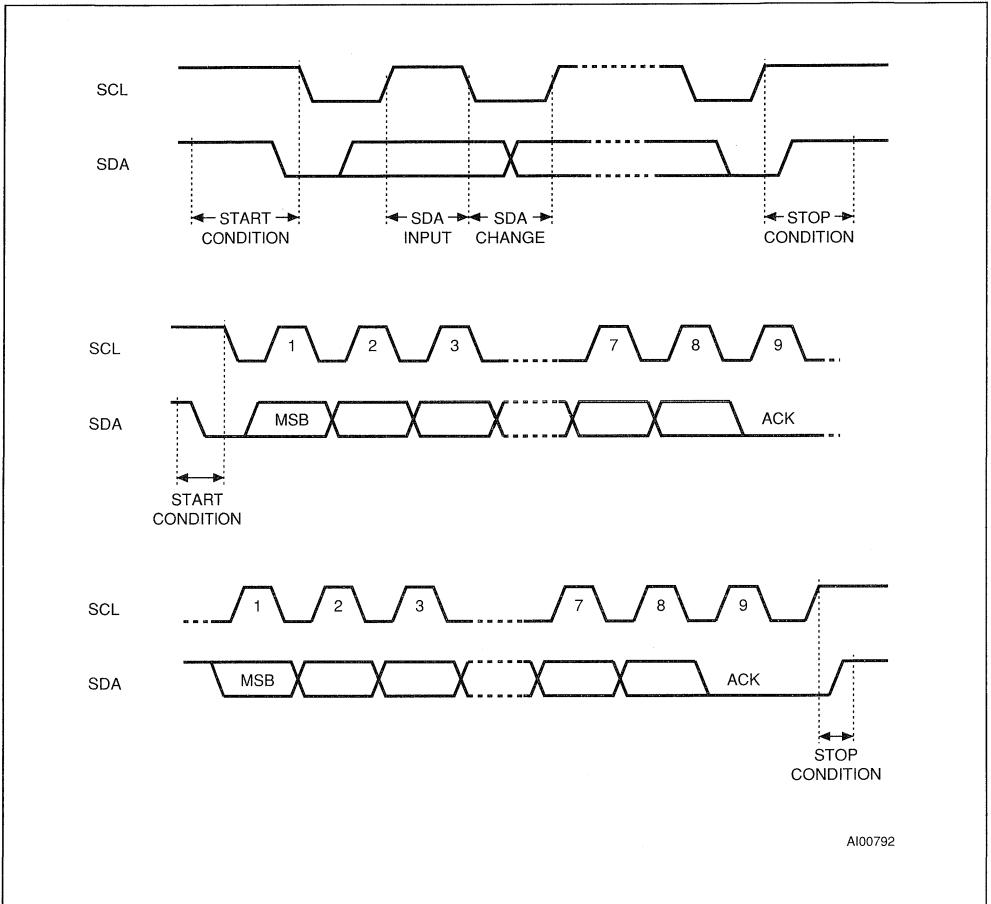 SCL
SDA
START
CONDITION
SDA
INPUT
SDA
CHANGE
STOP
CONDITION
SCL
1 2 3 7 8 9
SDA
MSB ACK
START
CONDITION
SCL
1 2 3 7 8 9
SDA
MSB ACK
STOP
CONDITION
AI00792